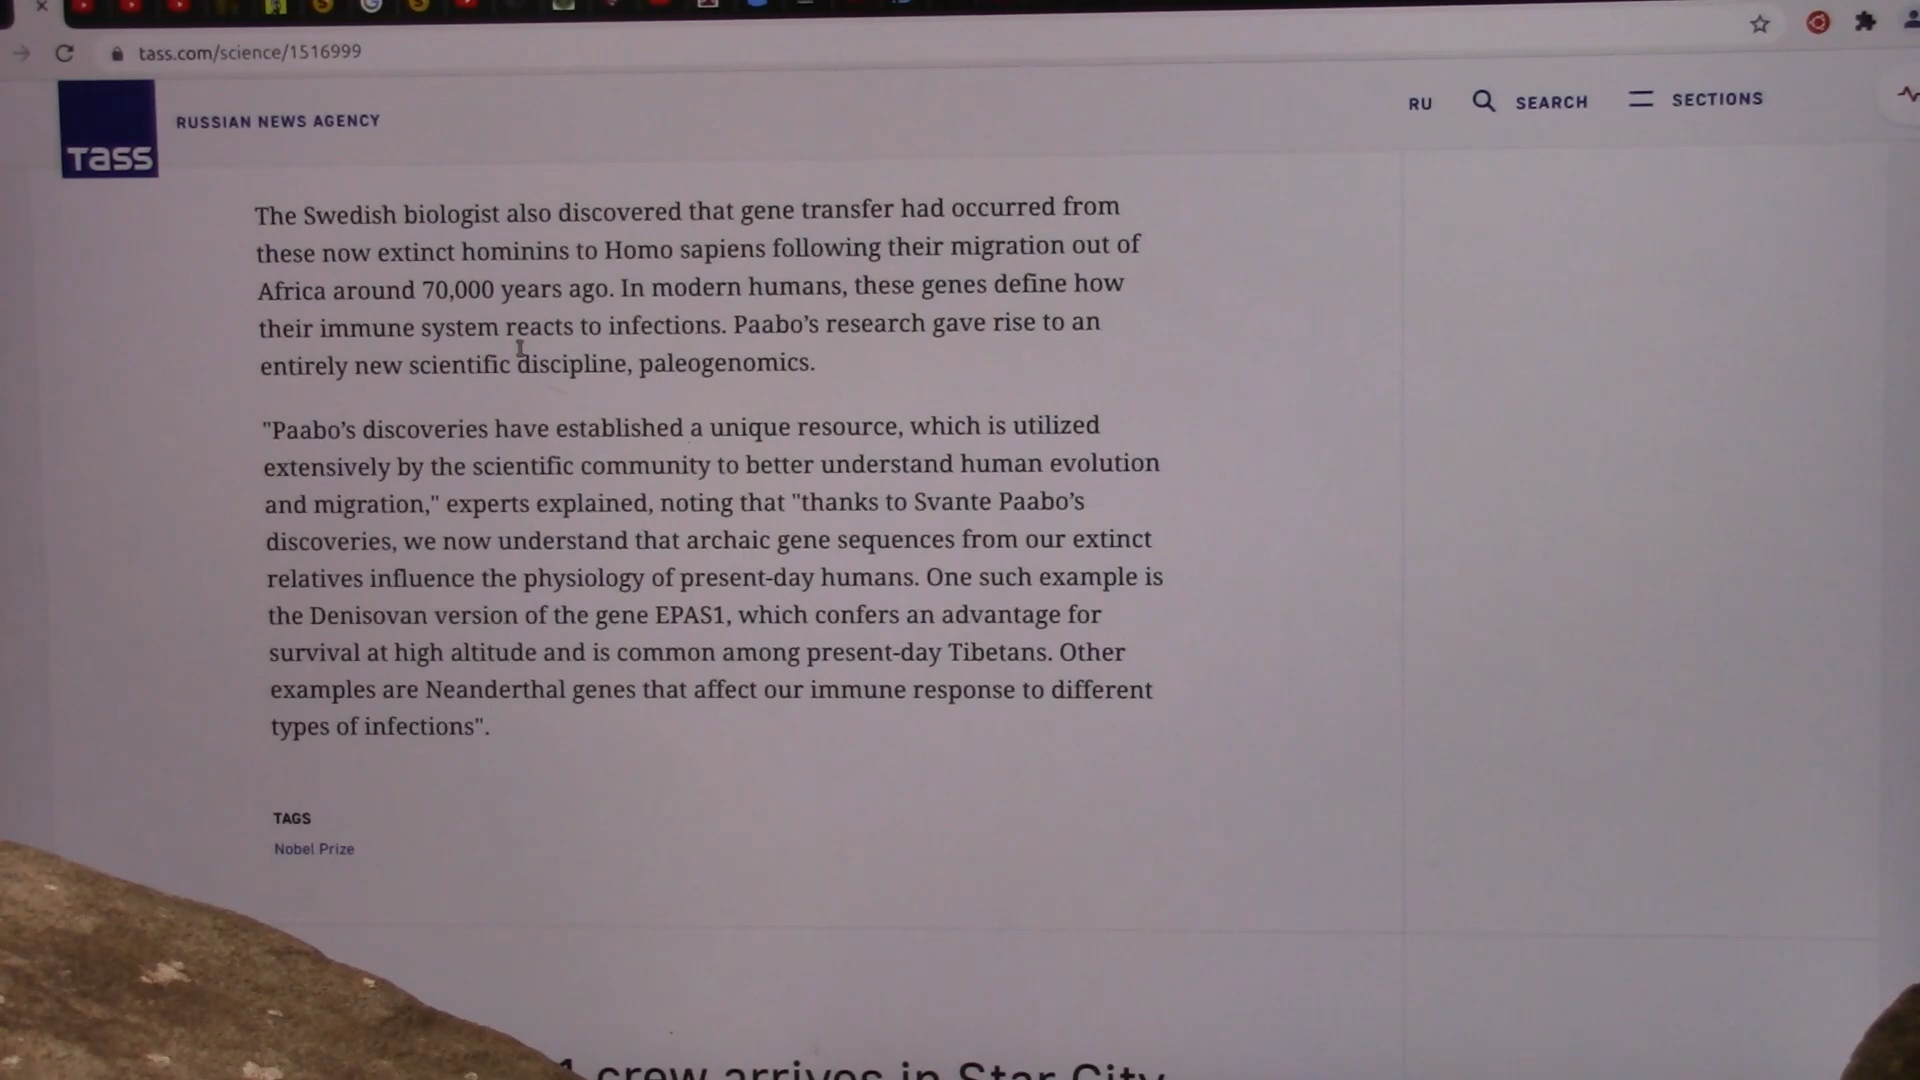 tass.com/science/1516999
TASS
RUSSIAN NEWS AGENCY
RU
SEARCH
SECTIONS
The Swedish biologist also discovered that gene transfer had occurred from
these now extinct hominins to Homo sapiens following their migration out of
Africa around 70,000 years ago. In modern humans, these genes define how
their immune system reacts to infections. Paabo’s research gave rise to an
entirely new scientific discipline, paleogenomics.
"Paabo’s discoveries have established a unique resource, which is utilized
extensively by the scientific community to better understand human evolution
and migration," experts explained, noting that "thanks to Svante Paabo’s
discoveries, we now understand that archaic gene sequences from our extinct
relatives influence the physiology of present-day humans. One such example is
the Denisovan version of the gene EPAS1, which confers an advantage for
survival at high altitude and is common among present-day Tibetans. Other
examples are Neanderthal genes that affect our immune response to different
types of infections".
TAGS
Nobel Prize
crew arrives in Star City